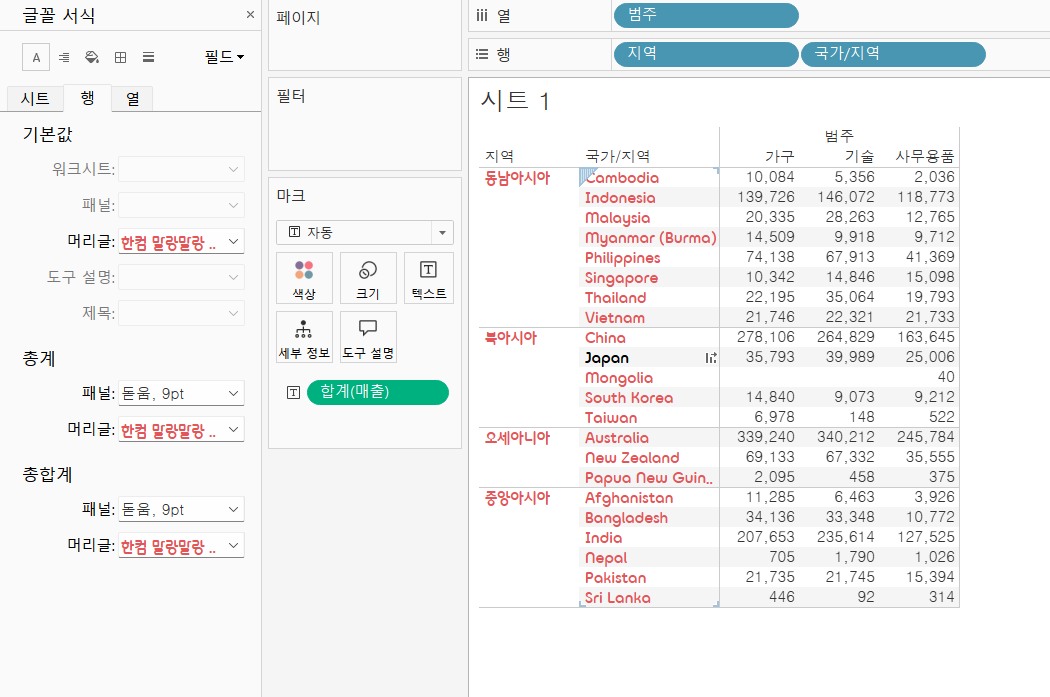 글꼴 서식 ×
A 필드
시트 행 열
기본값
워크시트:
패널:
머리글: 한컴 말랑말랑 ..
도구 설명:
제목:
총계
패널: 돋움, 9pt
머리글: 한컴 말랑말랑 ..
총합계
패널: 돋움, 9pt
머리글: 한컴 말랑말랑 ..
페이지
필터
마크
T 자동
색상 크기 텍스트
세부 정보 도구 설명
T 합계(매출)
열 범주
행 지역 국가/지역
시트 1
범주
지역 국가/지역 가구 기술 사무용품
동남아시아 Cambodia 10,084 5,356 2,036
Indonesia 139,726 146,072 118,773
Malaysia 20,335 28,263 12,765
Myanmar (Burma) 14,509 9,918 9,712
Philippines 74,138 67,913 41,369
Singapore 10,342 14,846 15,098
Thailand 22,195 35,064 19,793
Vietnam 21,746 22,321 21,733
북아시아 China 278,106 264,829 163,645
Japan 35,793 39,989 25,006
Mongolia 40
South Korea 14,840 9,073 9,212
Taiwan 6,978 148 522
오세아니아 Australia 339,240 340,212 245,784
New Zealand 69,133 67,332 35,555
Papua New Guin.. 2,095 458 375
중앙아시아 Afghanistan 11,285 6,463 3,926
Bangladesh 34,136 33,348 10,772
India 207,653 235,614 127,525
Nepal 705 1,790 1,026
Pakistan 21,735 21,745 15,394
Sri Lanka 446 92 314